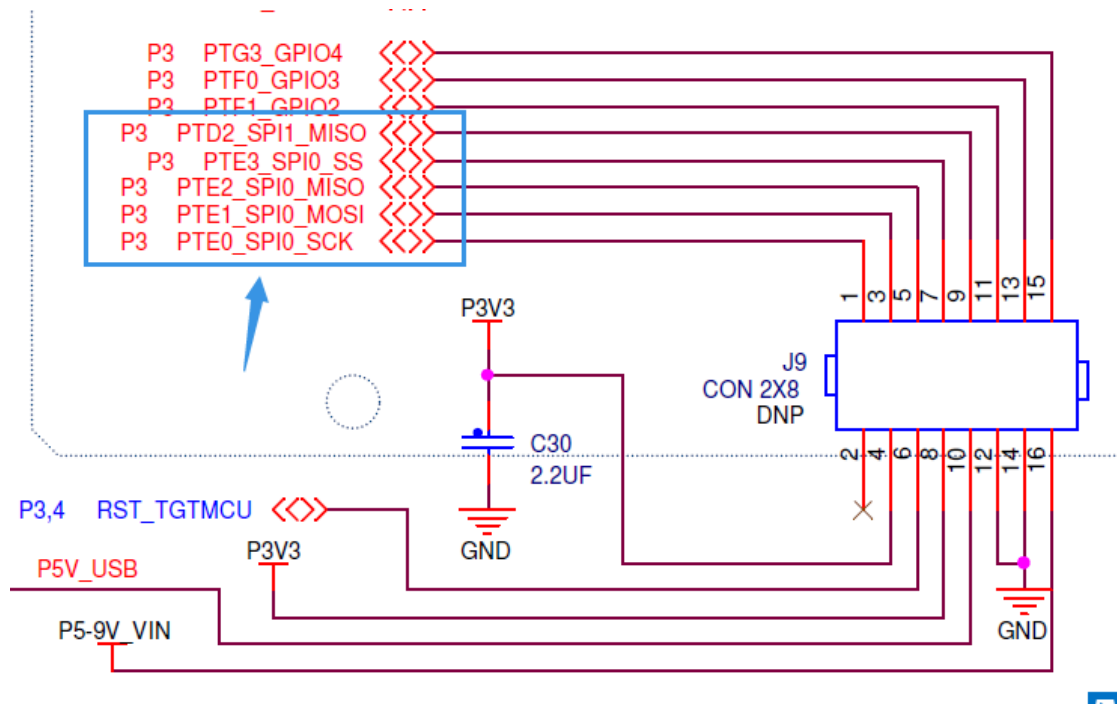 P3 PTG3_GPIO4
P3 PTF0_GPIO3
P3 PTF1_GPIO2
P3 PTD2_SPI1_MISO
P3 PTE3_SPI0_SS
P3 PTE2_SPI0_MISO
P3 PTE1_SPI0_MOSI
P3 PTE0_SPI0_SCK
1 3 5 7 9 11 13 15
P3V3
J9
CON 2X8
DNP
C30
2.2UF
2 4 6 8 10 12 14 16
P3,4 RST_TGTMCU
GND
P3V3
P5V_USB
P5-9V_VIN
GND